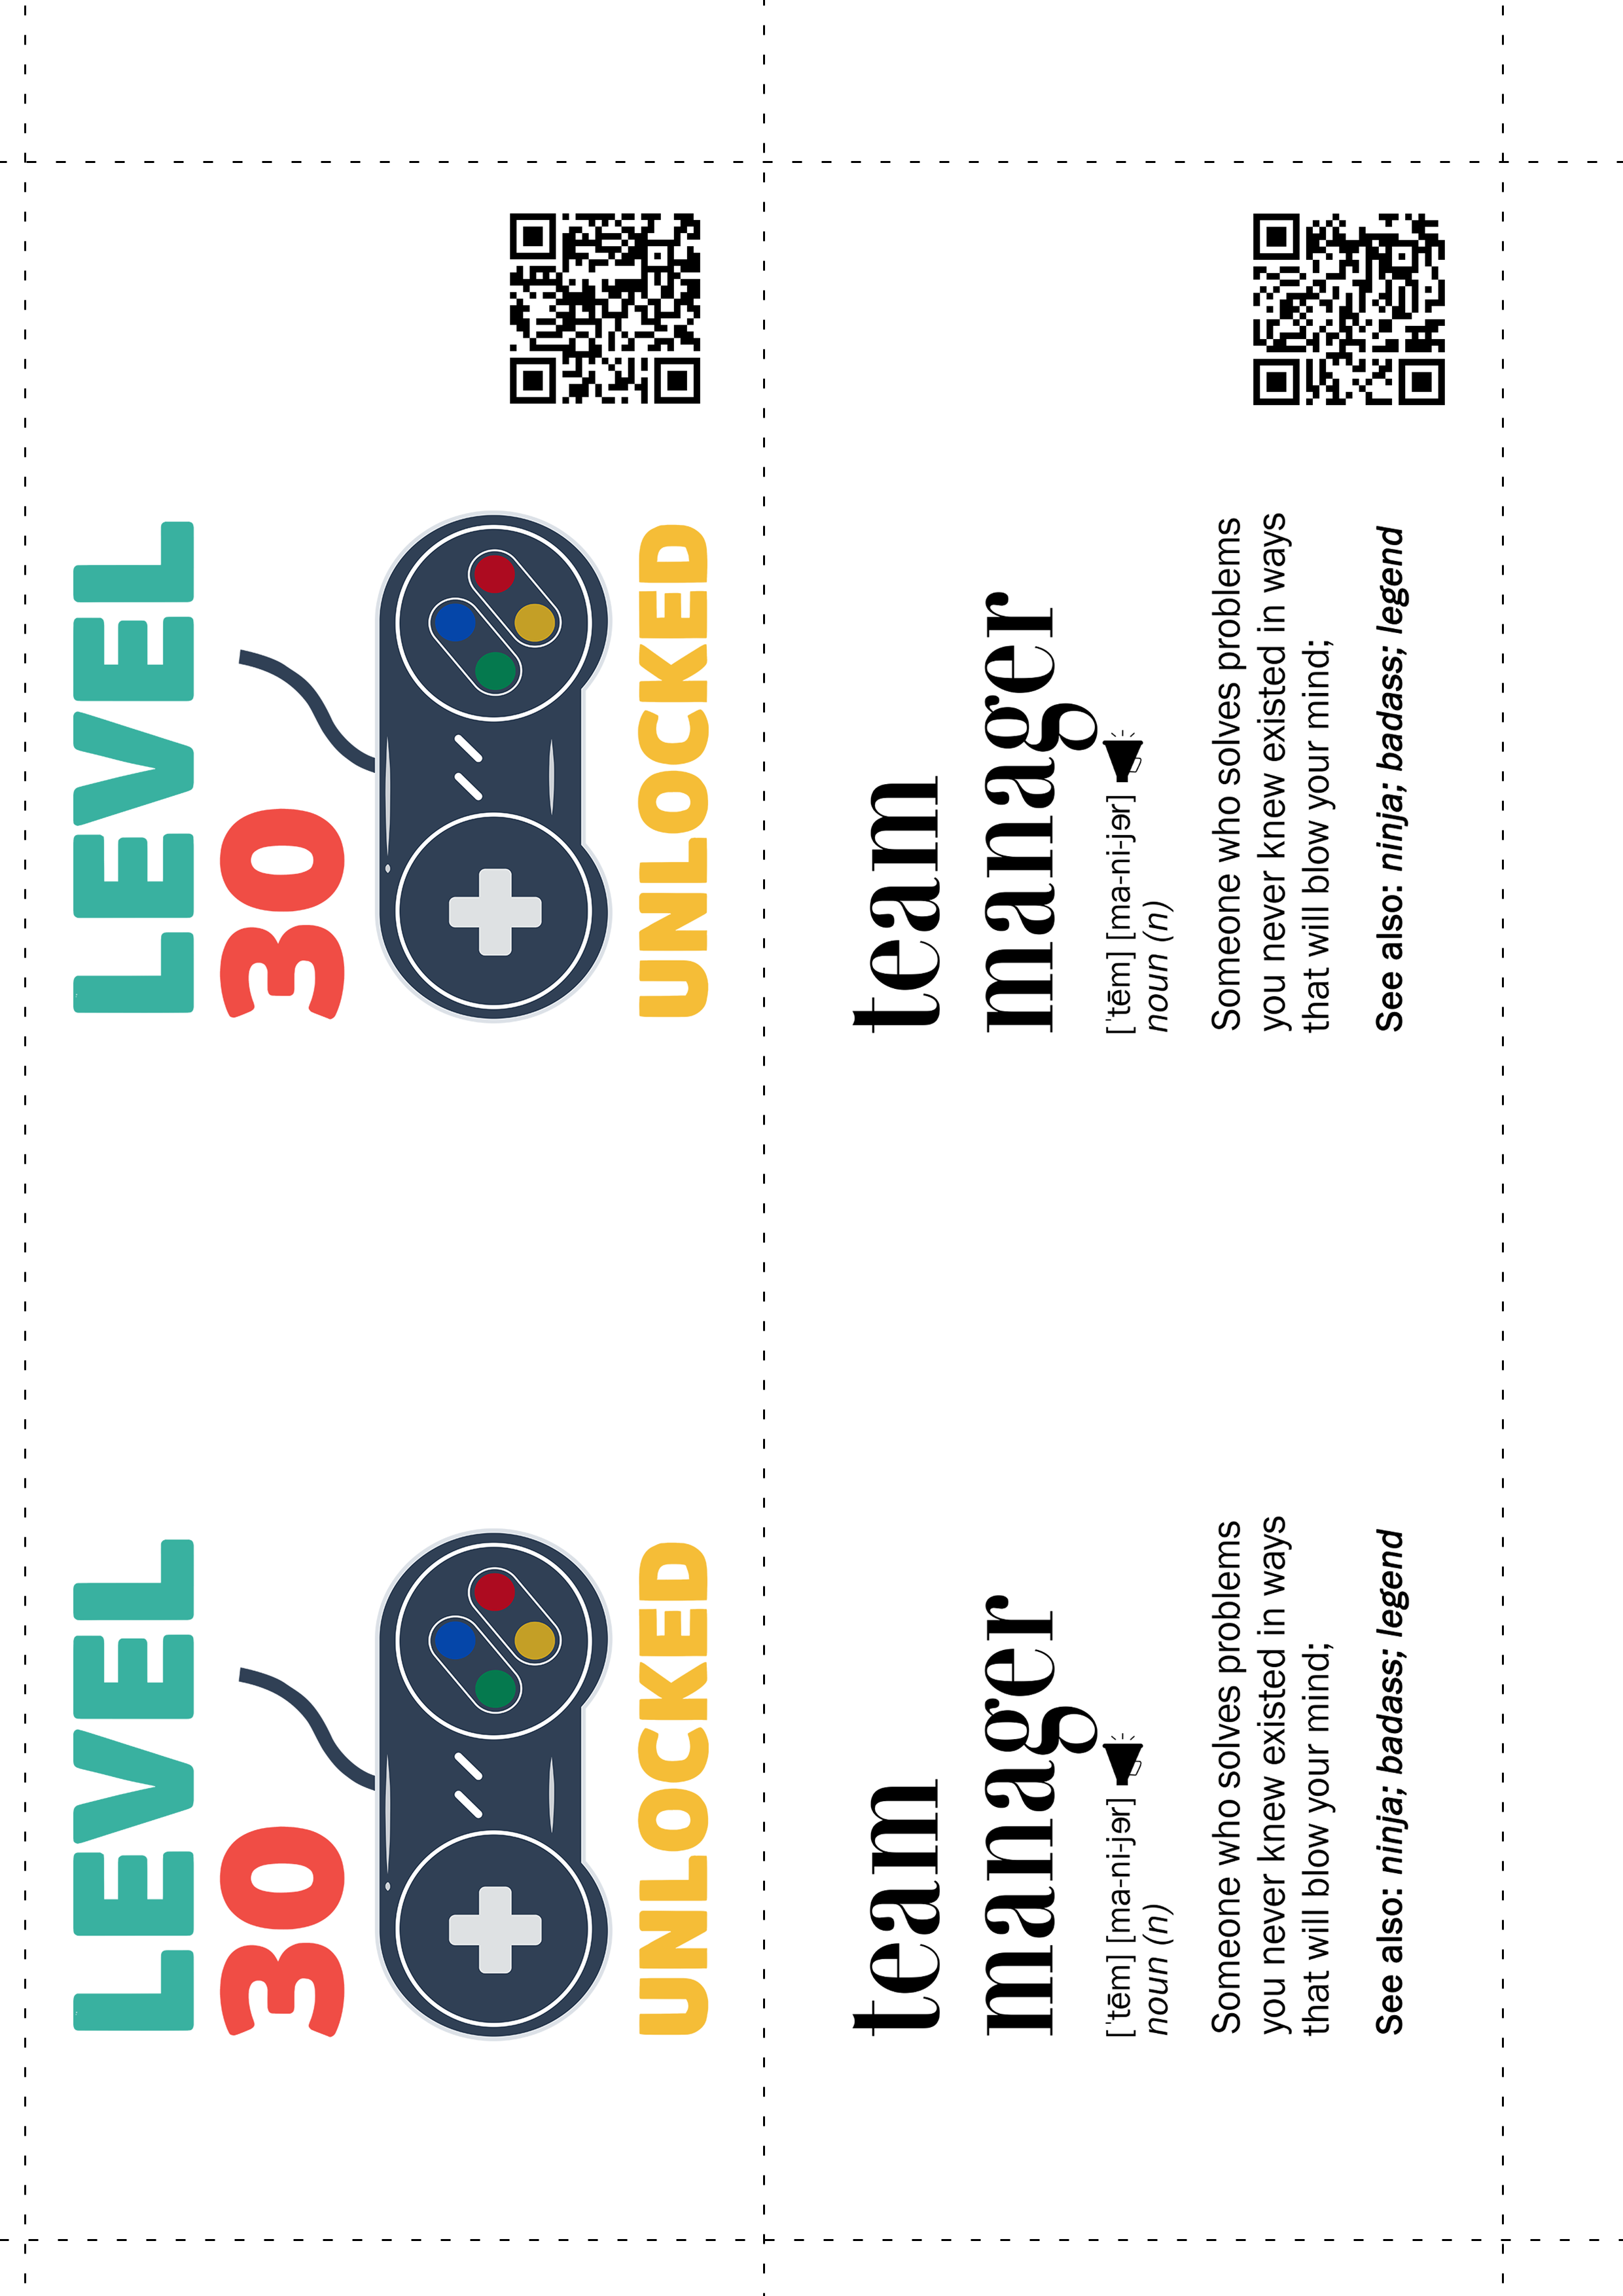 LEVEL
30
UNLOCKED
LEVEL
30
UNLOCKED
team
manager
[ˈtēm] [ma-ni-jər]
noun (n)
Someone who solves problems
you never knew existed in ways
that will blow your mind;
See also: ninja; badass; legend
team
manager
[ˈtēm] [ma-ni-jər]
noun (n)
Someone who solves problems
you never knew existed in ways
that will blow your mind;
See also: ninja; badass; legend